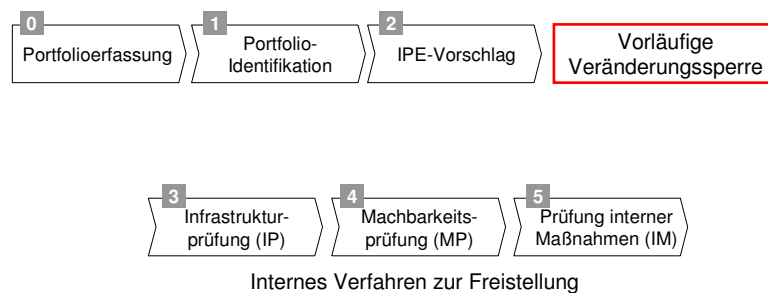 0
Portfolioerfassung
1
Portfolio-
Identifikation
2
IPE-Vorschlag
Vorläufige
Veränderungssperre
3
Infrastruktur-
prüfung (IP)
4
Machbarkeits-
prüfung (MP)
5
Prüfung interner
Maßnahmen (IM)
Internes Verfahren zur Freistellung